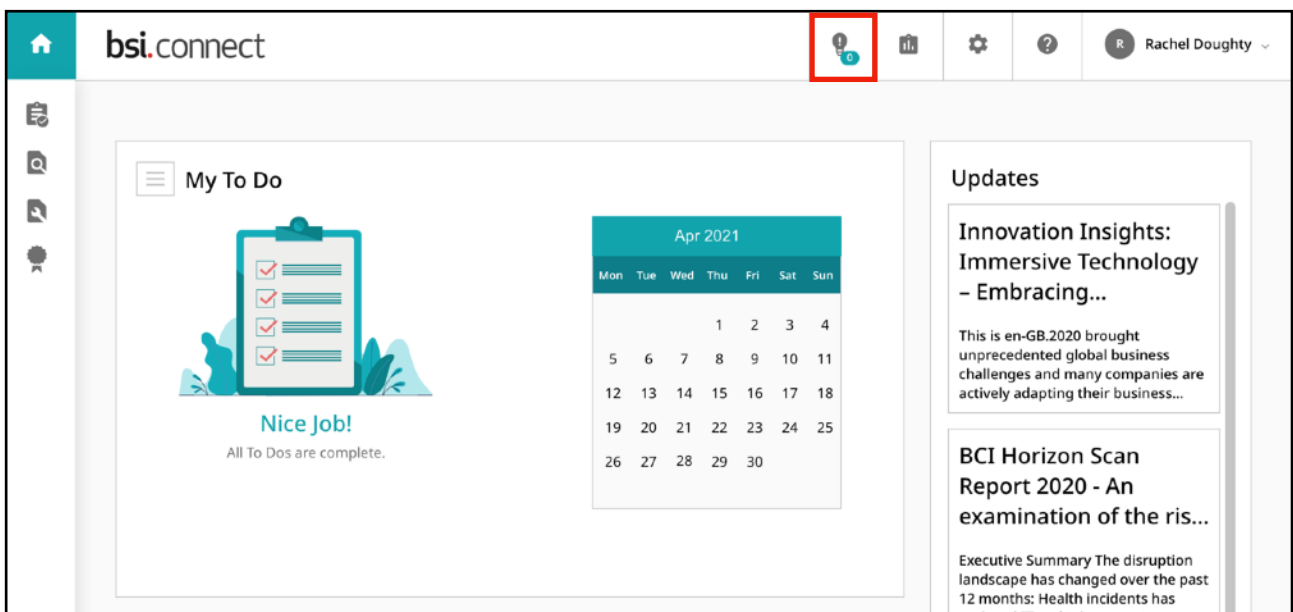 bsi.connect
0
R
Rachel Doughty
My To Do
Nice Job!
All To Dos are complete.
Apr 2021
Mon Tue Wed Thu Fri Sat Sun
1 2 3 4
5 6 7 8 9 10 11
12 13 14 15 16 17 18
19 20 21 22 23 24 25
26 27 28 29 30
Updates
Innovation Insights:
Immersive Technology
– Embracing...
This is en-GB.2020 brought
unprecedented global business
challenges and many companies are
actively adapting their business...
BCI Horizon Scan
Report 2020 - An
examination of the ris...
Executive Summary The disruption
landscape has changed over the past
12 months: Health incidents has